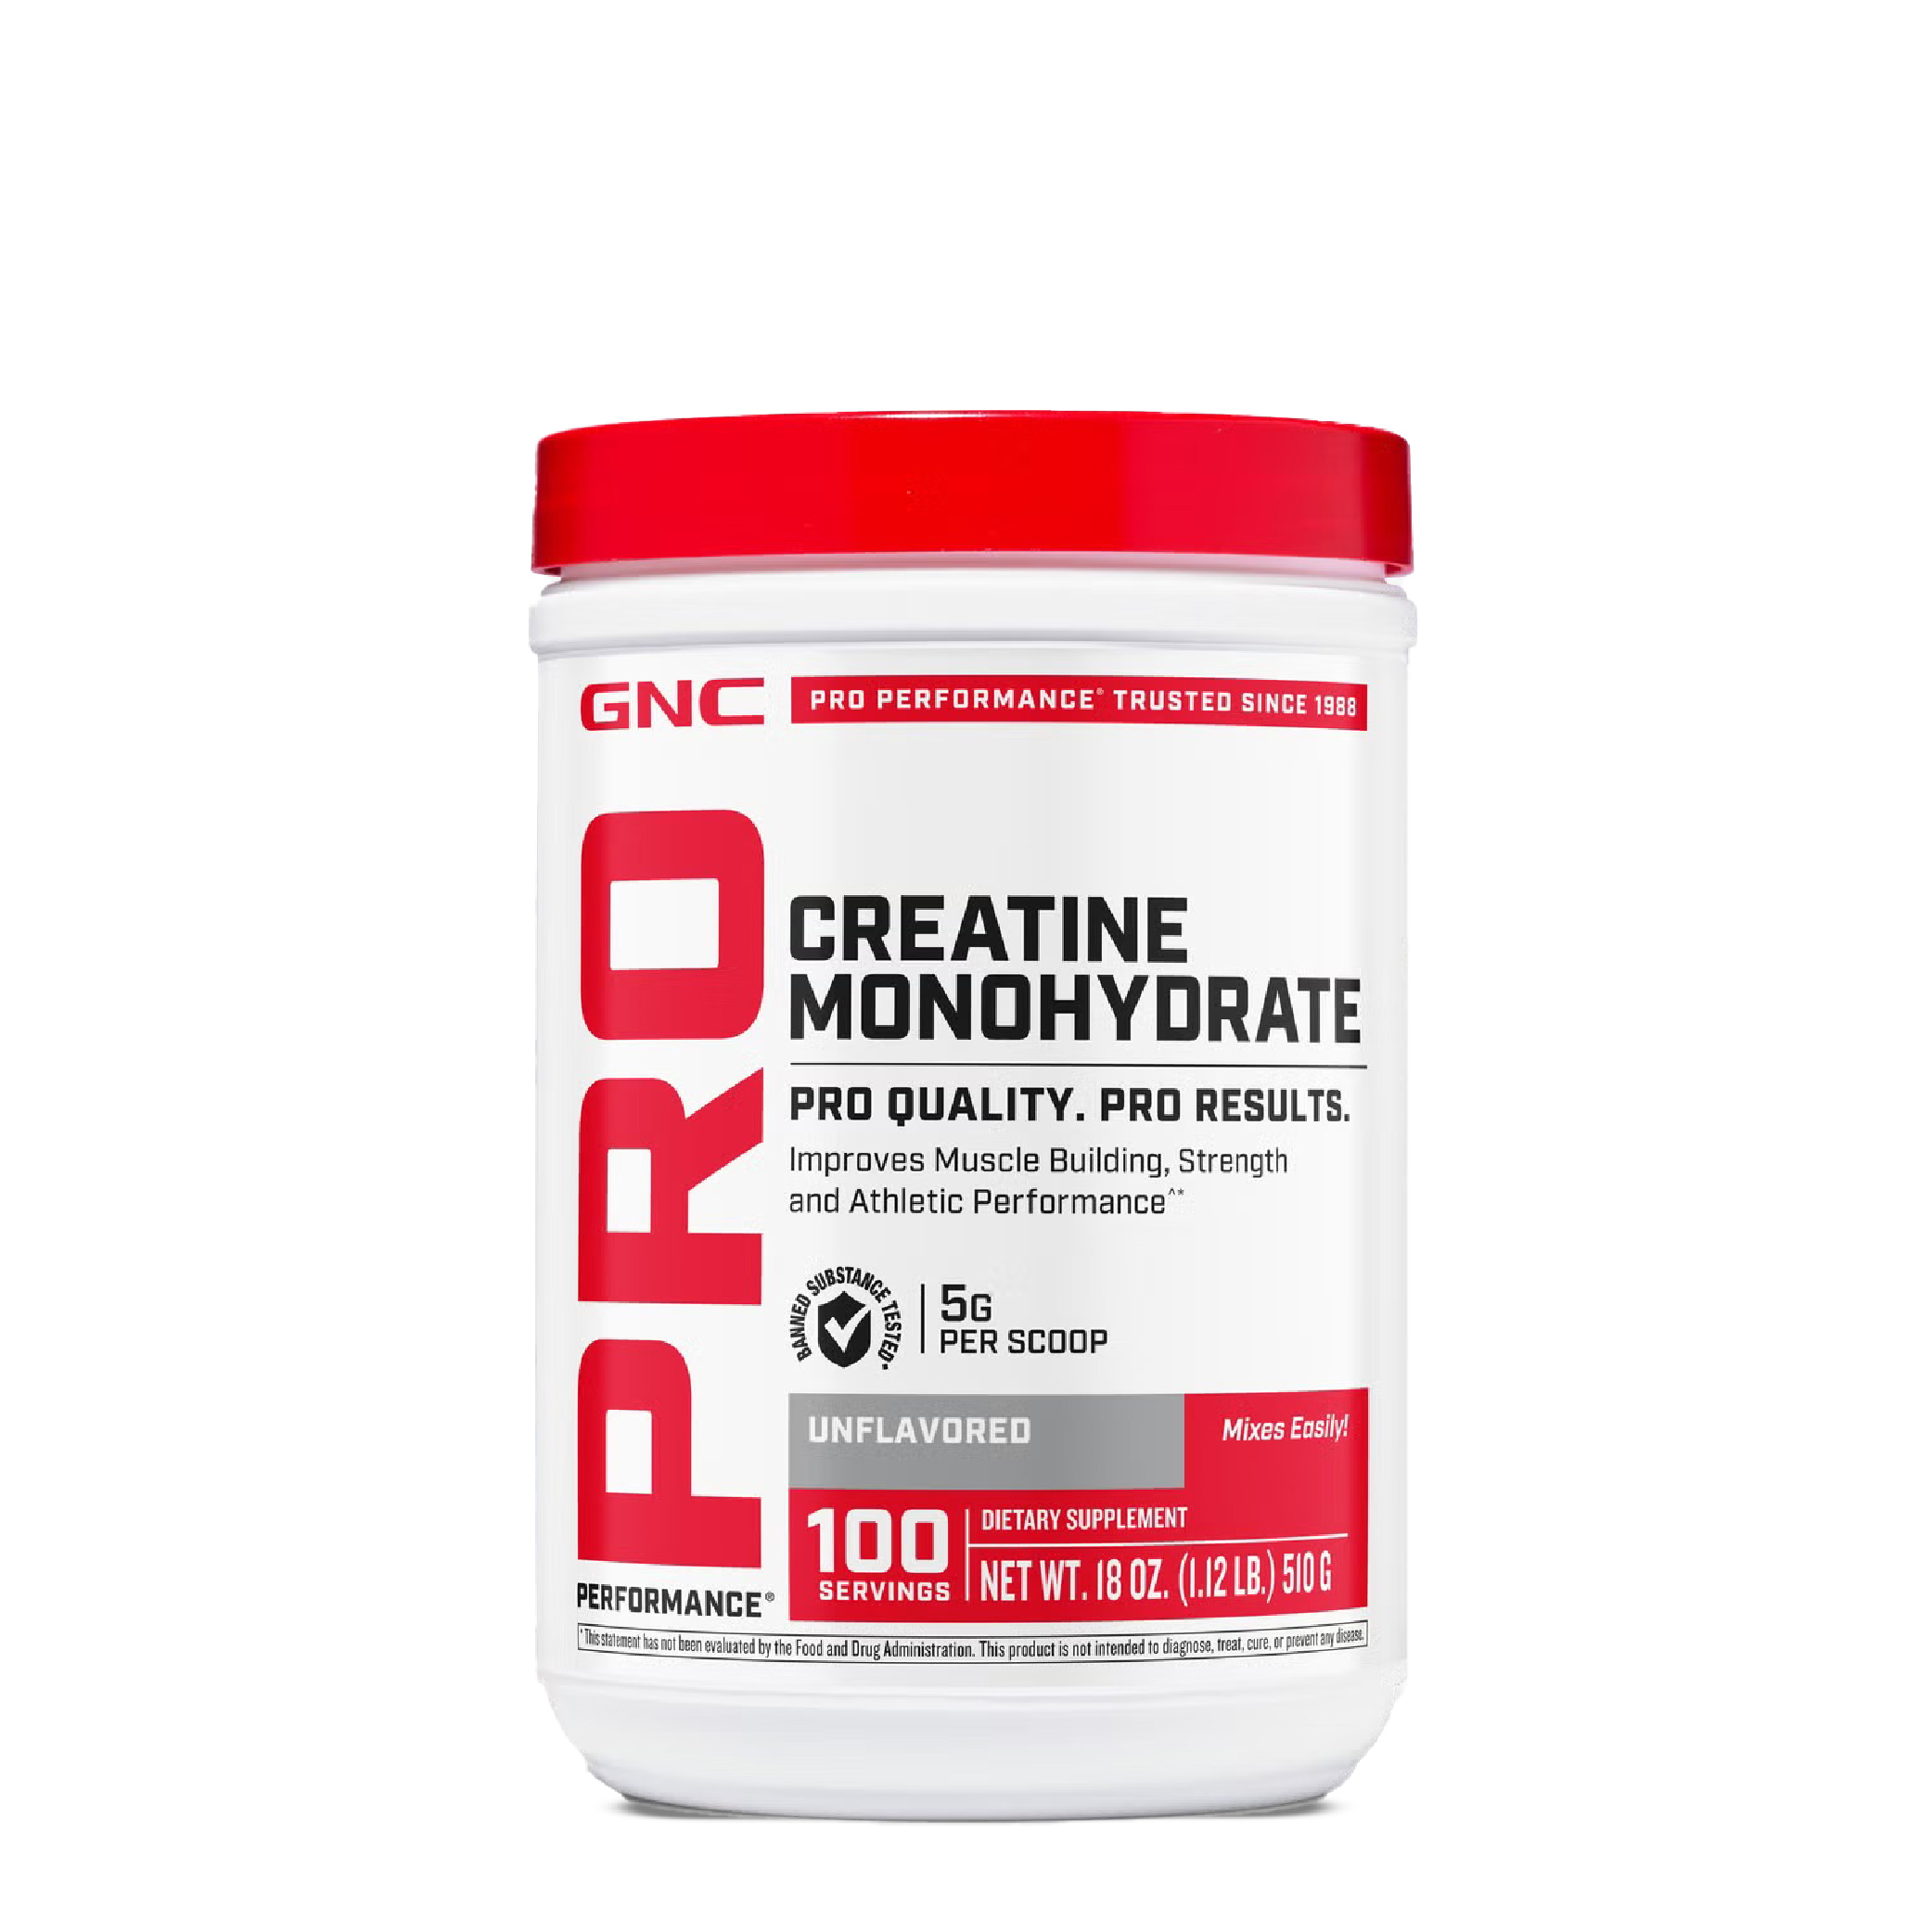 GNC
PRO PERFORMANCE® TRUSTED SINCE 1988
PRO
PERFORMANCE®
CREATINE
MONOHYDRATE
PRO QUALITY. PRO RESULTS.
Improves Muscle Building, Strength
and Athletic Performance^*
BANNED SUBSTANCE TESTED.
5G
PER SCOOP
UNFLAVORED
Mixes Easily!
100
SERVINGS
DIETARY SUPPLEMENT
NET WT. 18 OZ. (1.12 LB.) 510 G
*This statement has not been evaluated by the Food and Drug Administration. This product is not intended to diagnose, treat, cure, or prevent any disease.